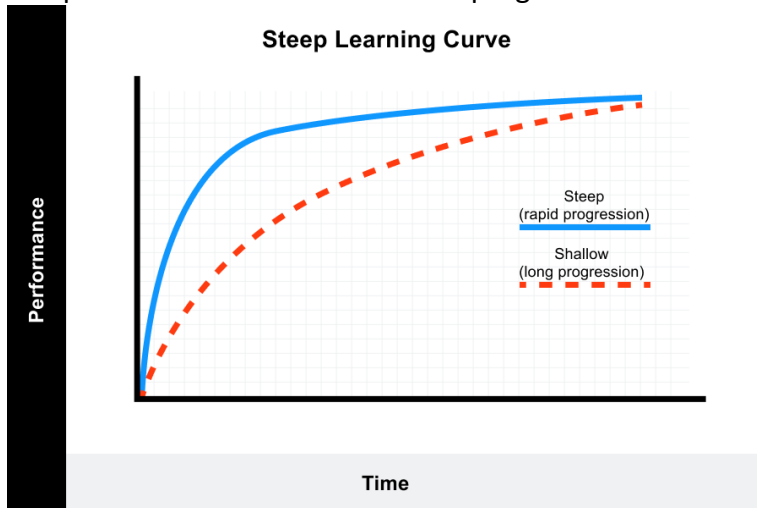 Steep Learning Curve
Performance
Steep
(rapid progression)
Shallow
(long progression)
Time